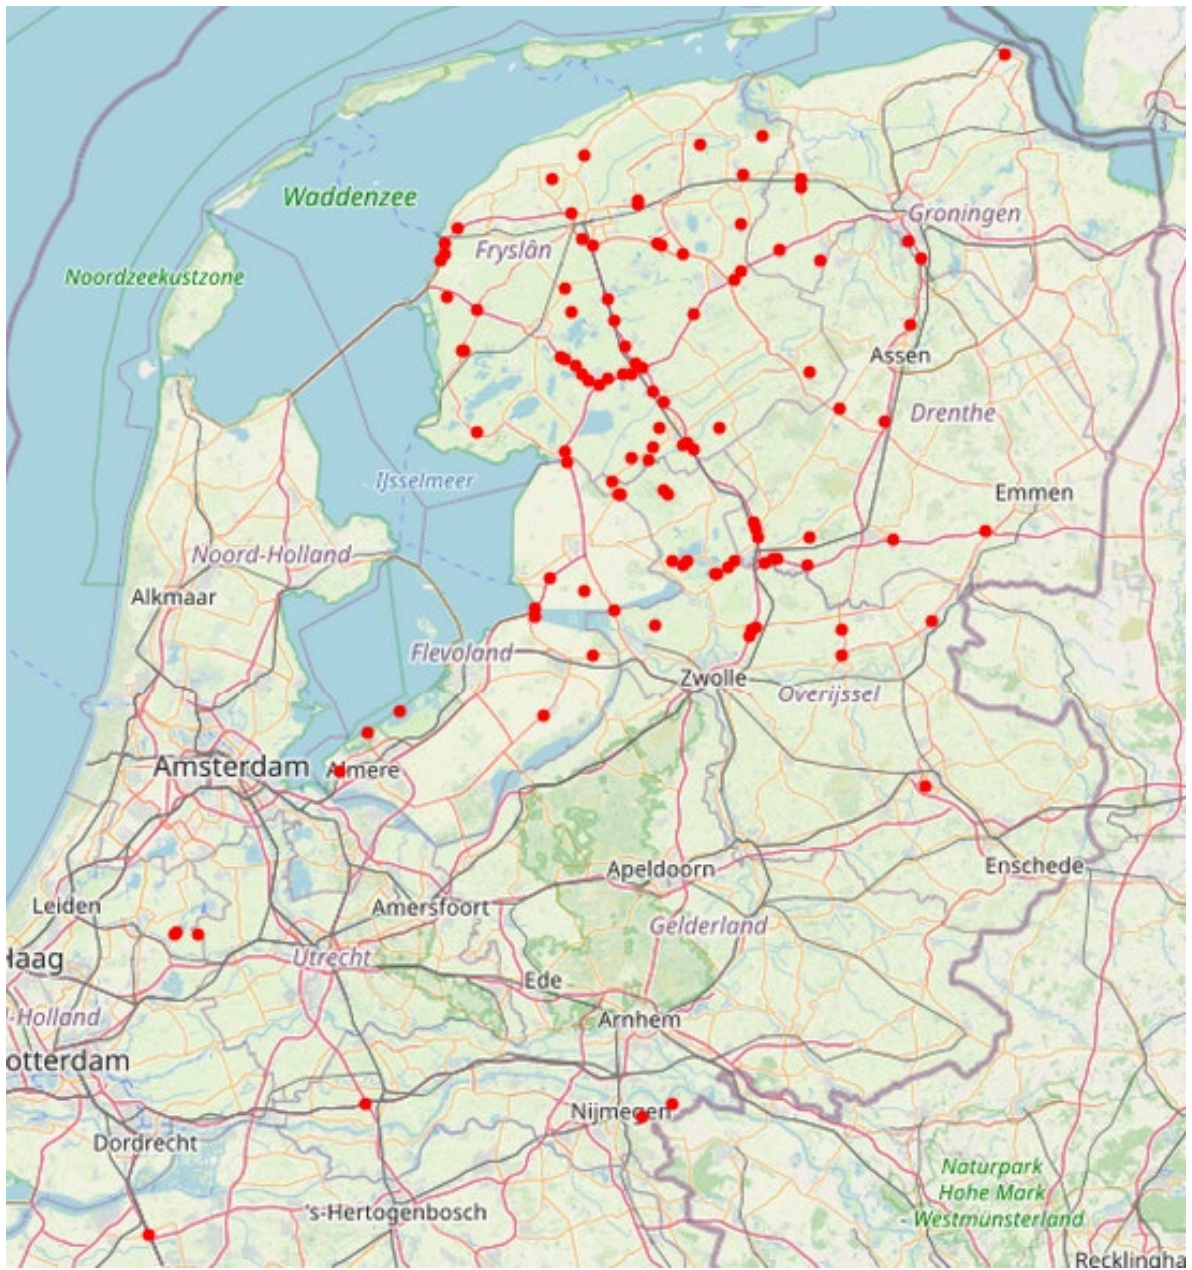 Waddenzee
Groningen
Fryslân
Noordzeekustzone
Assen
Drenthe
IJsselmeer
Emmen
Noord-Holland
Alkmaar
Flevoland
Zwolle
Overijssel
Amsterdam
Almere
Apeldoorn
Enschede
Leiden
Amersfoort
Gelderland
Utrecht
Haag
Ede
-Holland
Arnhem
otterdam
Nijmegen
Dordrecht
Naturpark
Hohe Mark
- Westmünsterland
's-Hertogenbosch
Recklingha